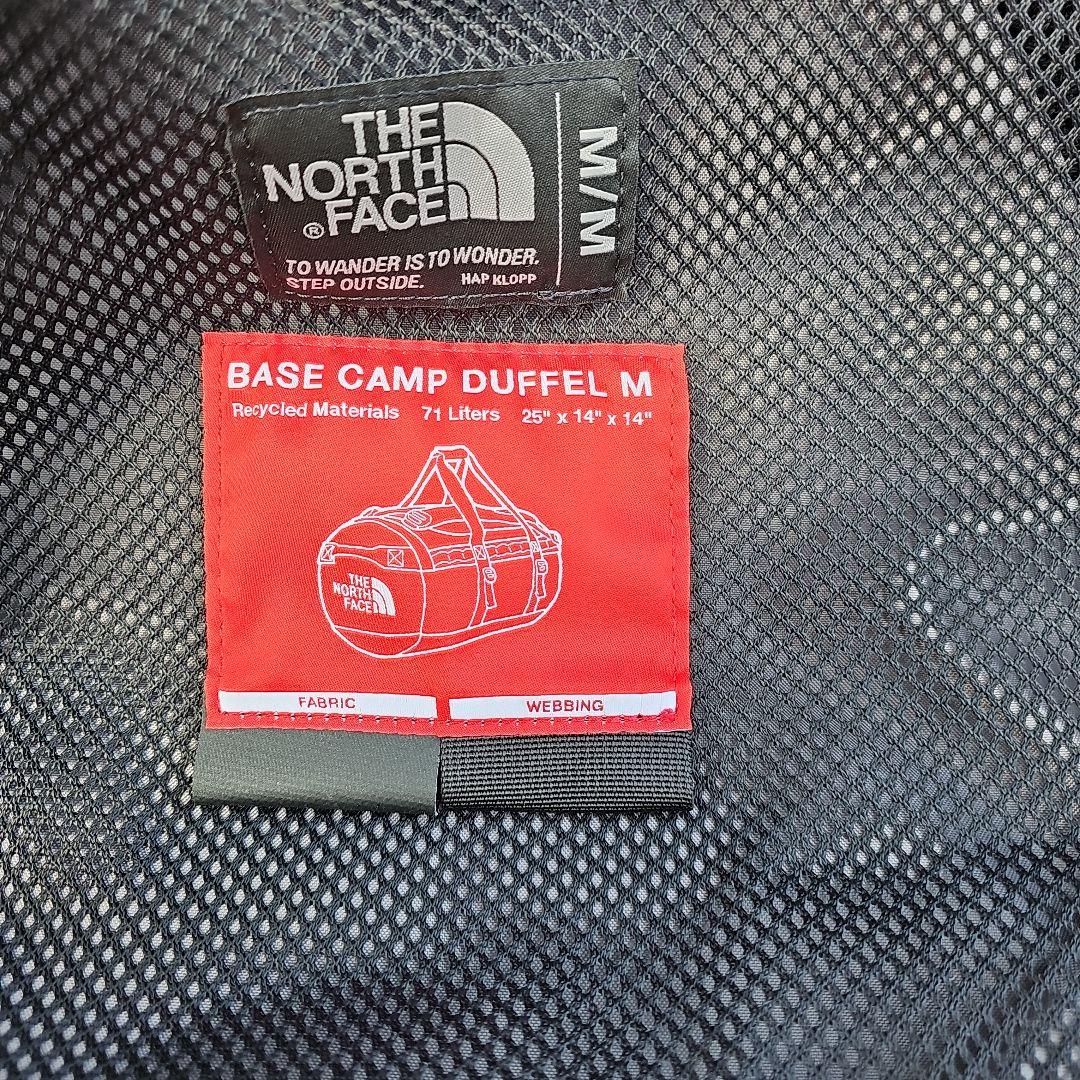 THE
NORTH
FACE®
M/M
TO WANDER IS TO WONDER.
STEP OUTSIDE. HAP KLOPP
BASE CAMP DUFFEL M
Recycled Materials 71 Liters 25" x 14" x 14"
THE
NORTH
FACE
FABRIC WEBBING